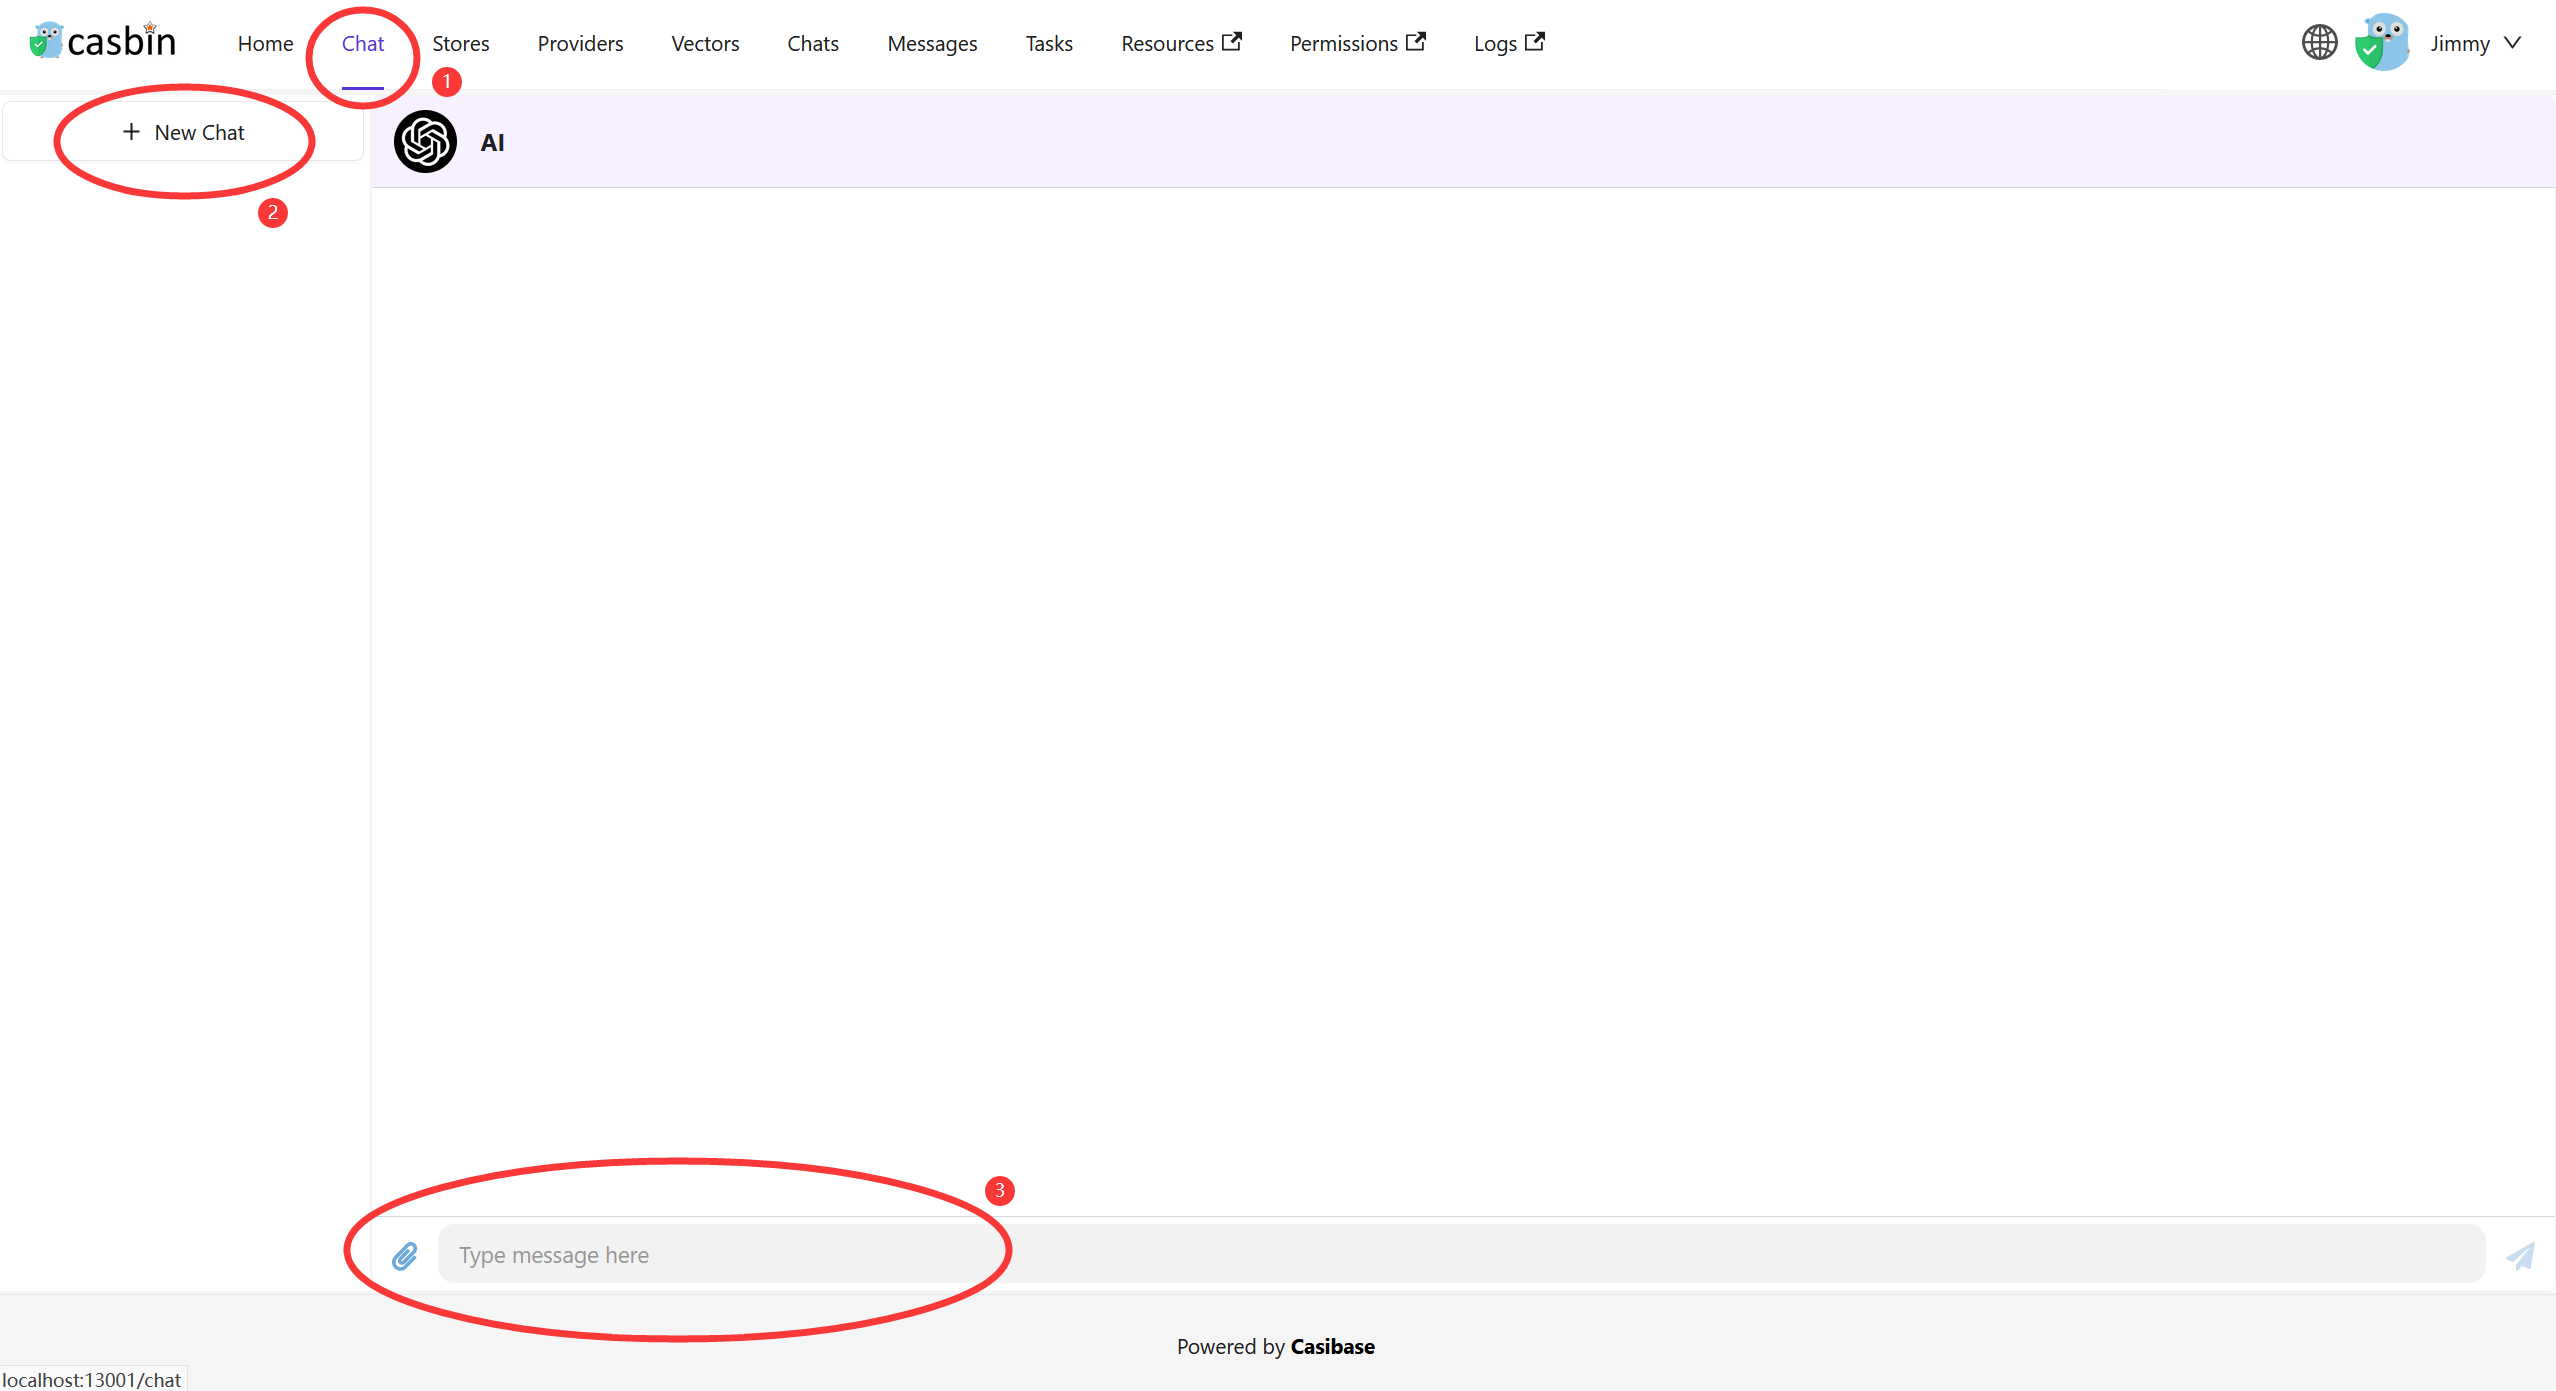 casbin Home Chat Stores Providers Vectors Chats Messages Tasks Resources Permissions Logs Jimmy
1
+ New Chat
AI
2
3
Type message here
Powered by Casibase
localhost:13001/chat